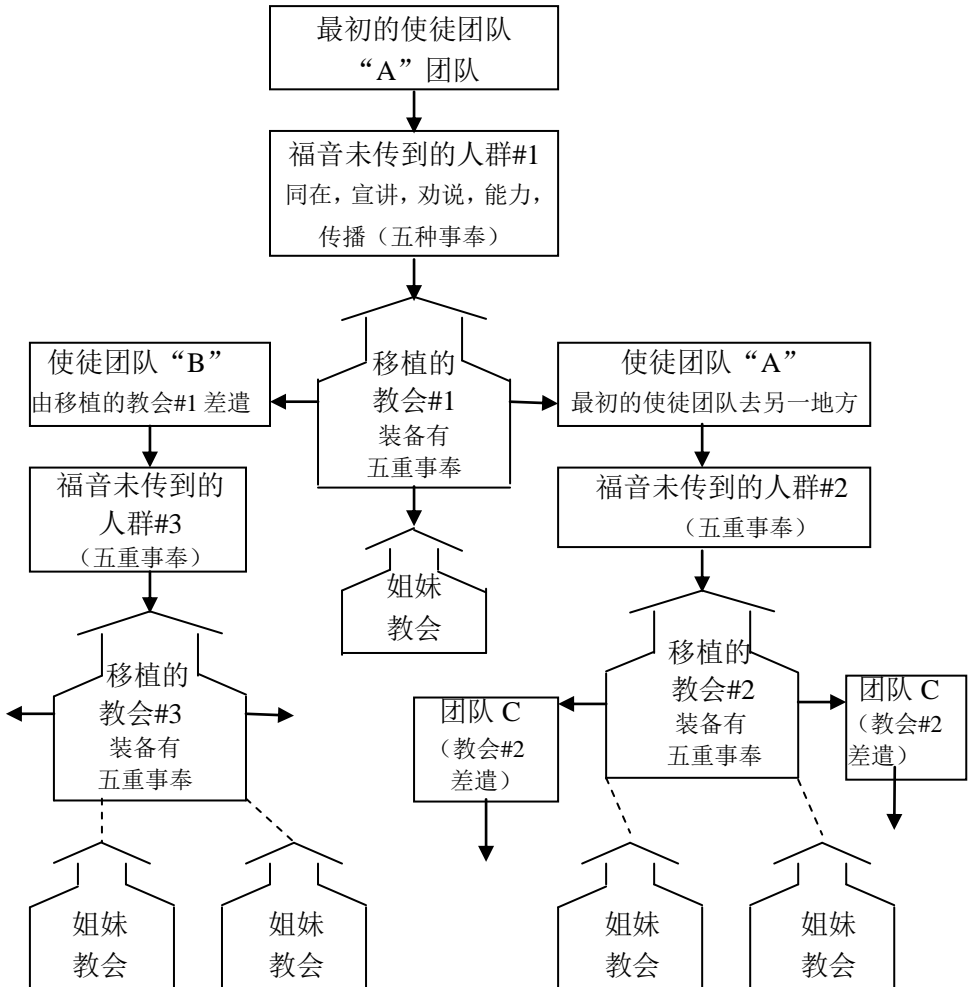 最初的使徒团队
“A”团队
福音未传到的人群#1
同在，宣讲，劝说，能力，
传播（五种事奉）
使徒团队“B”
由移植的教会#1 差遣
移植的
教会#1
装备有
五重事奉
使徒团队“A”
最初的使徒团队去另一地方
福音未传到的
人群#3
（五重事奉）
福音未传到的人群#2
（五重事奉）
姐妹
教会
移植的
教会#3
装备有
五重事奉
团队 C
（教会#2
差遣）
移植的
教会#2
装备有
五重事奉
团队 C
（教会#2
差遣）
姐妹
教会
姐妹
教会
姐妹
教会
姐妹
教会